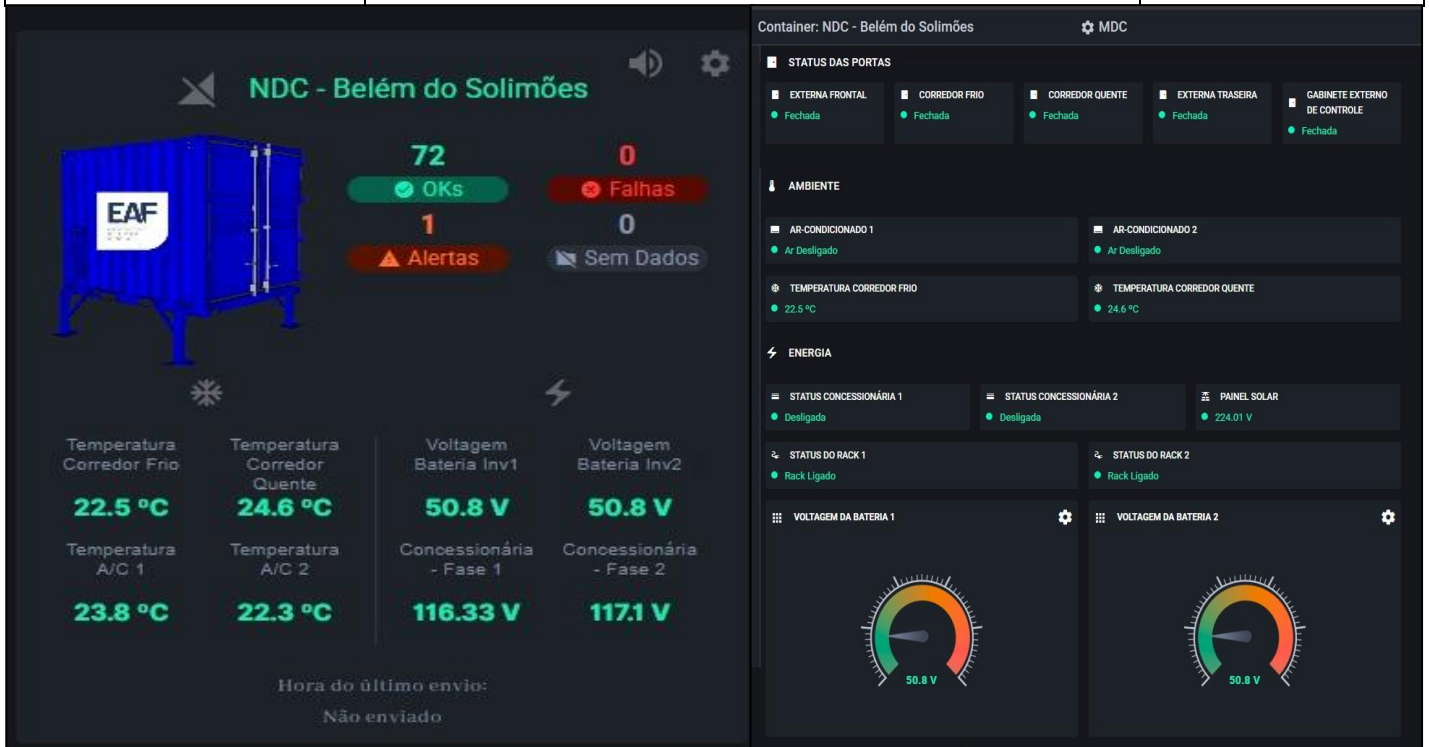 NDC - Belém do Solimões
72
0
OKs
Falhas
1
0
Alertas
Sem Dados
EAF
Temperatura
Corredor Frio
Temperatura
Corredor
Quente
Voltagem
Bateria Inv1
Voltagem
Bateria Inv2
22.5 ºC
24.6 ºC
50.8 V
50.8 V
Temperatura
A/C 1
Temperatura
A/C 2
Concessionária
- Fase 1
Concessionária
- Fase 2
23.8 ºC
22.3 ºC
116.33 V
117.1 V
Hora do último envio:
Não enviado
Container: NDC - Belém do Solimões
MDC
STATUS DAS PORTAS
EXTERNA FRONTAL
Fechada
CORREDOR FRIO
Fechada
CORREDOR QUENTE
Fechada
EXTERNA TRASEIRA
Fechada
GABINETE EXTERNO
DE CONTROLE
Fechada
AMBIENTE
AR-CONDICIONADO 1
Ar Desligado
AR-CONDICIONADO 2
Ar Desligado
TEMPERATURA CORREDOR FRIO
22.5 ºC
TEMPERATURA CORREDOR QUENTE
24.6 ºC
ENERGIA
STATUS CONCESSIONÁRIA 1
Desligada
STATUS CONCESSIONÁRIA 2
Desligada
PAINEL SOLAR
224.01 V
STATUS DO RACK 1
Rack Ligado
STATUS DO RACK 2
Rack Ligado
VOLTAGEM DA BATERIA 1
50.8 V
VOLTAGEM DA BATERIA 2
50.8 V